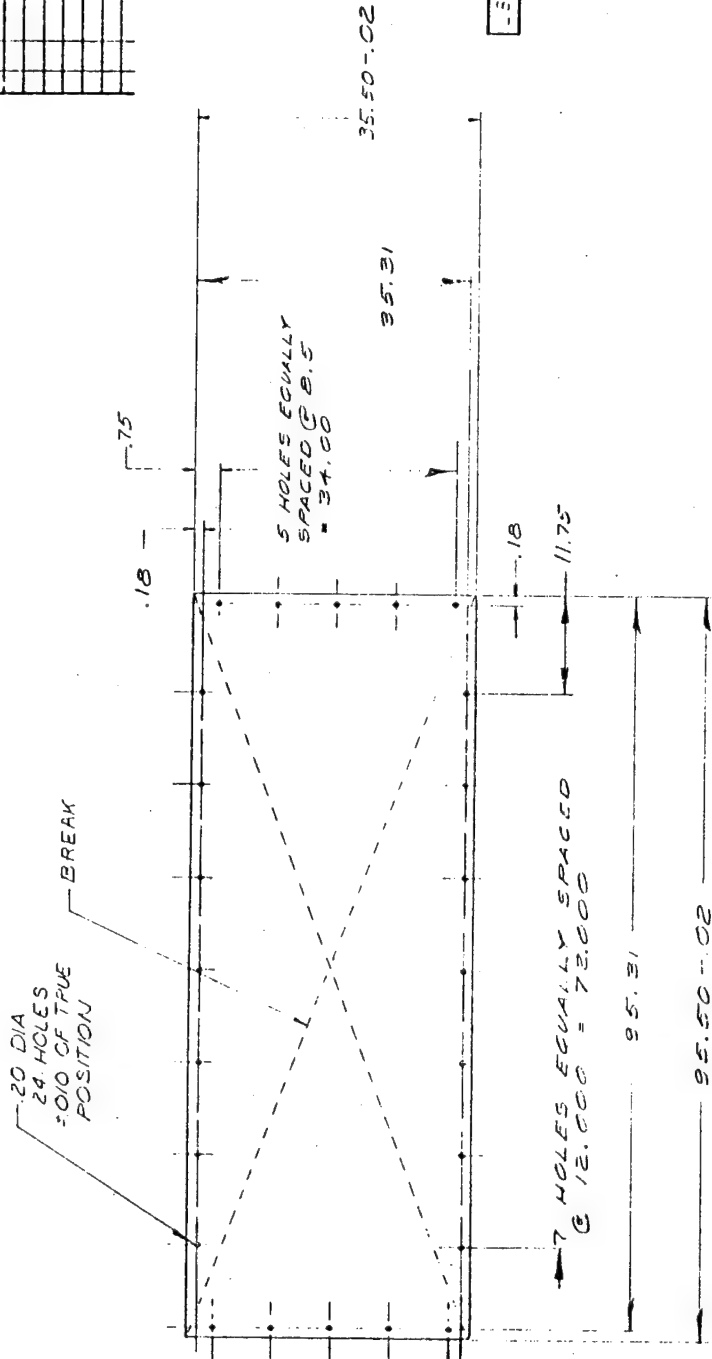 .20 DIA
24 HOLES
±.010 OF TRUE
POSITION
BREAK
.18
.75
5 HOLES EQUALLY
SPACED @ 8.5
= 34.00
35.31
35.50-.02
.18
11.75
7 HOLES EQUALLY SPACED
@ 12.000 = 72.000
95.31
95.50-.02